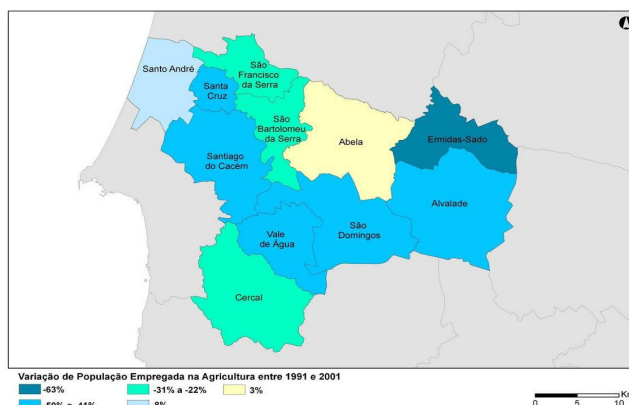 Santo André
São
Francisco
da Serra
Santa
Cruz
São
Bartolomeu
da Serra
Abela
Ermidas-Sado
Santiago
do Cacém
Alvalade
Vale
de Água
São
Domingos
Cercal
Variação de População Empregada na Agricultura entre 1991 e 2001
-63% -31% a -22% 3%
0 5 10